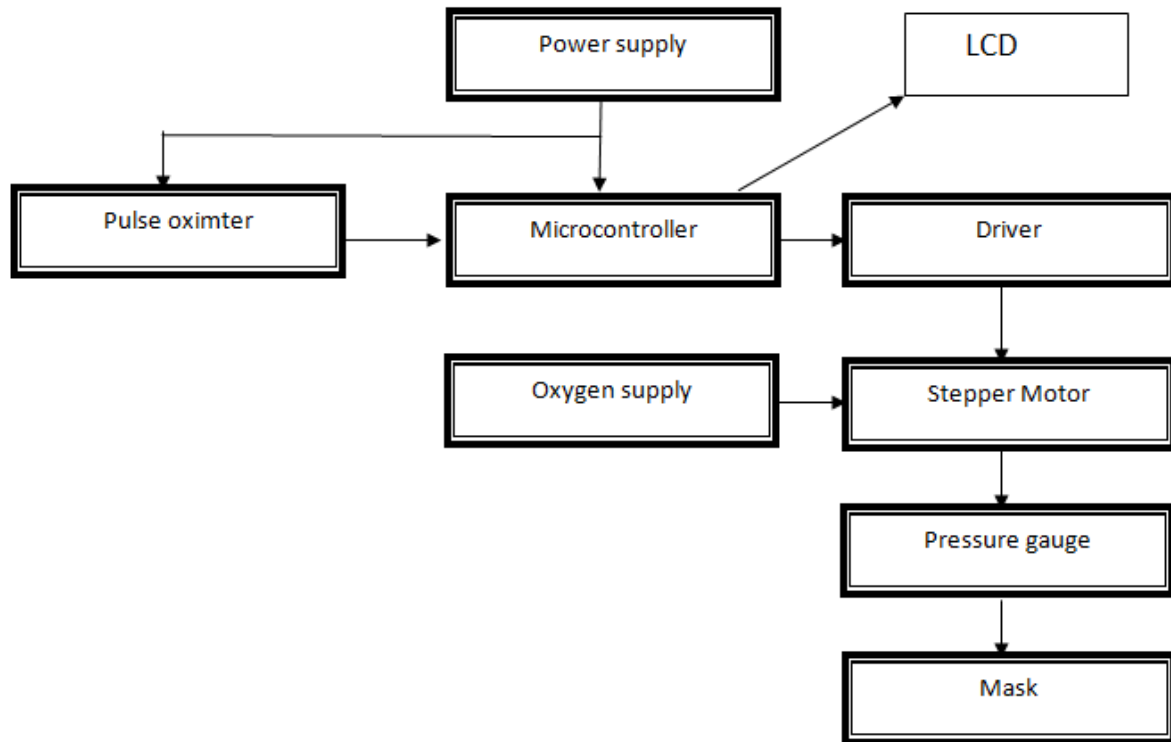 Power supply
LCD
Pulse oximter
Microcontroller
Driver
Oxygen supply
Stepper Motor
Pressure gauge
Mask